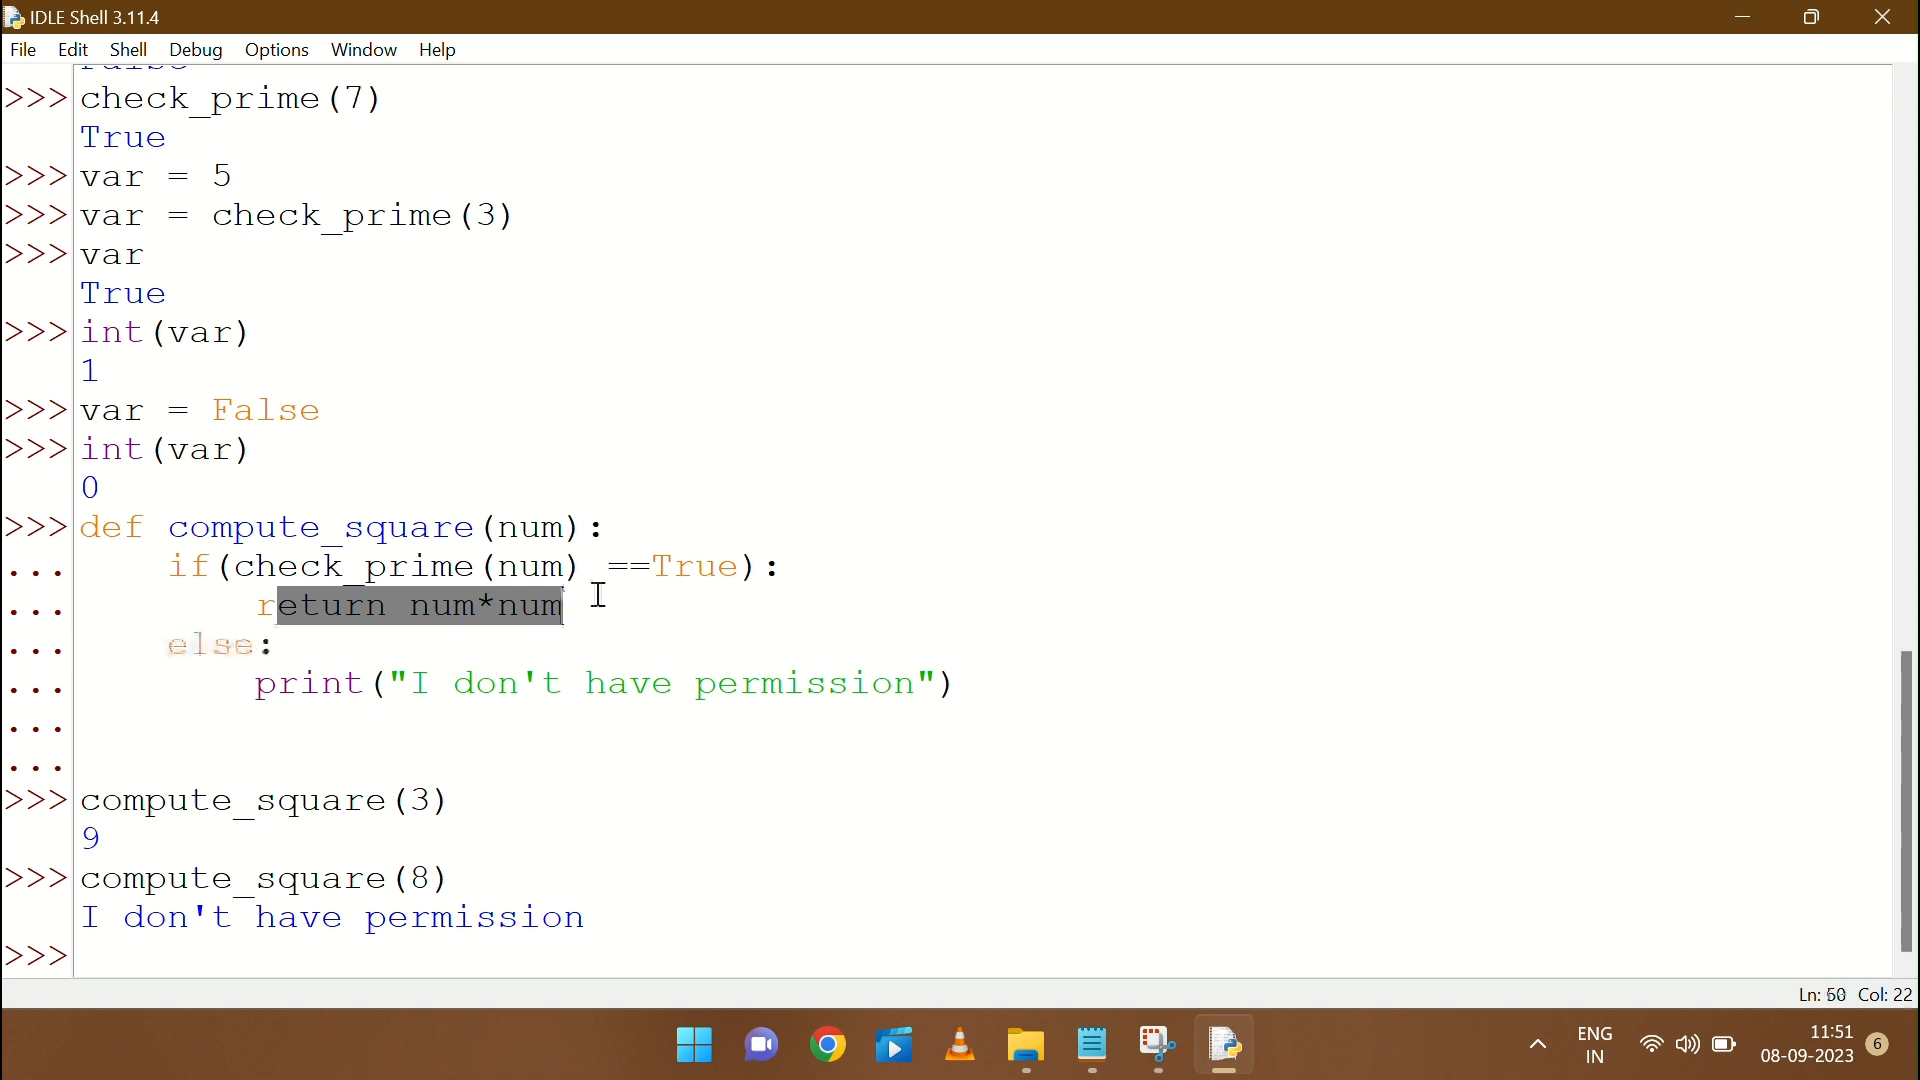 IDLE Shell 3.11.4
File Edit Shell Debug Options Window Help
>>> check_prime(7)
True
>>> var = 5
>>> var = check_prime(3)
>>> var
True
>>> int(var)
1
>>> var = False
>>> int(var)
0
>>> def compute_square(num):
... if(check_prime(num) ==True):
... return num*num
... else:
... print("I don't have permission")
...
...
>>> compute_square(3)
9
>>> compute_square(8)
I don't have permission
>>>
Ln: Col: 22
ENG
IN
11:51
08-09-2023
6